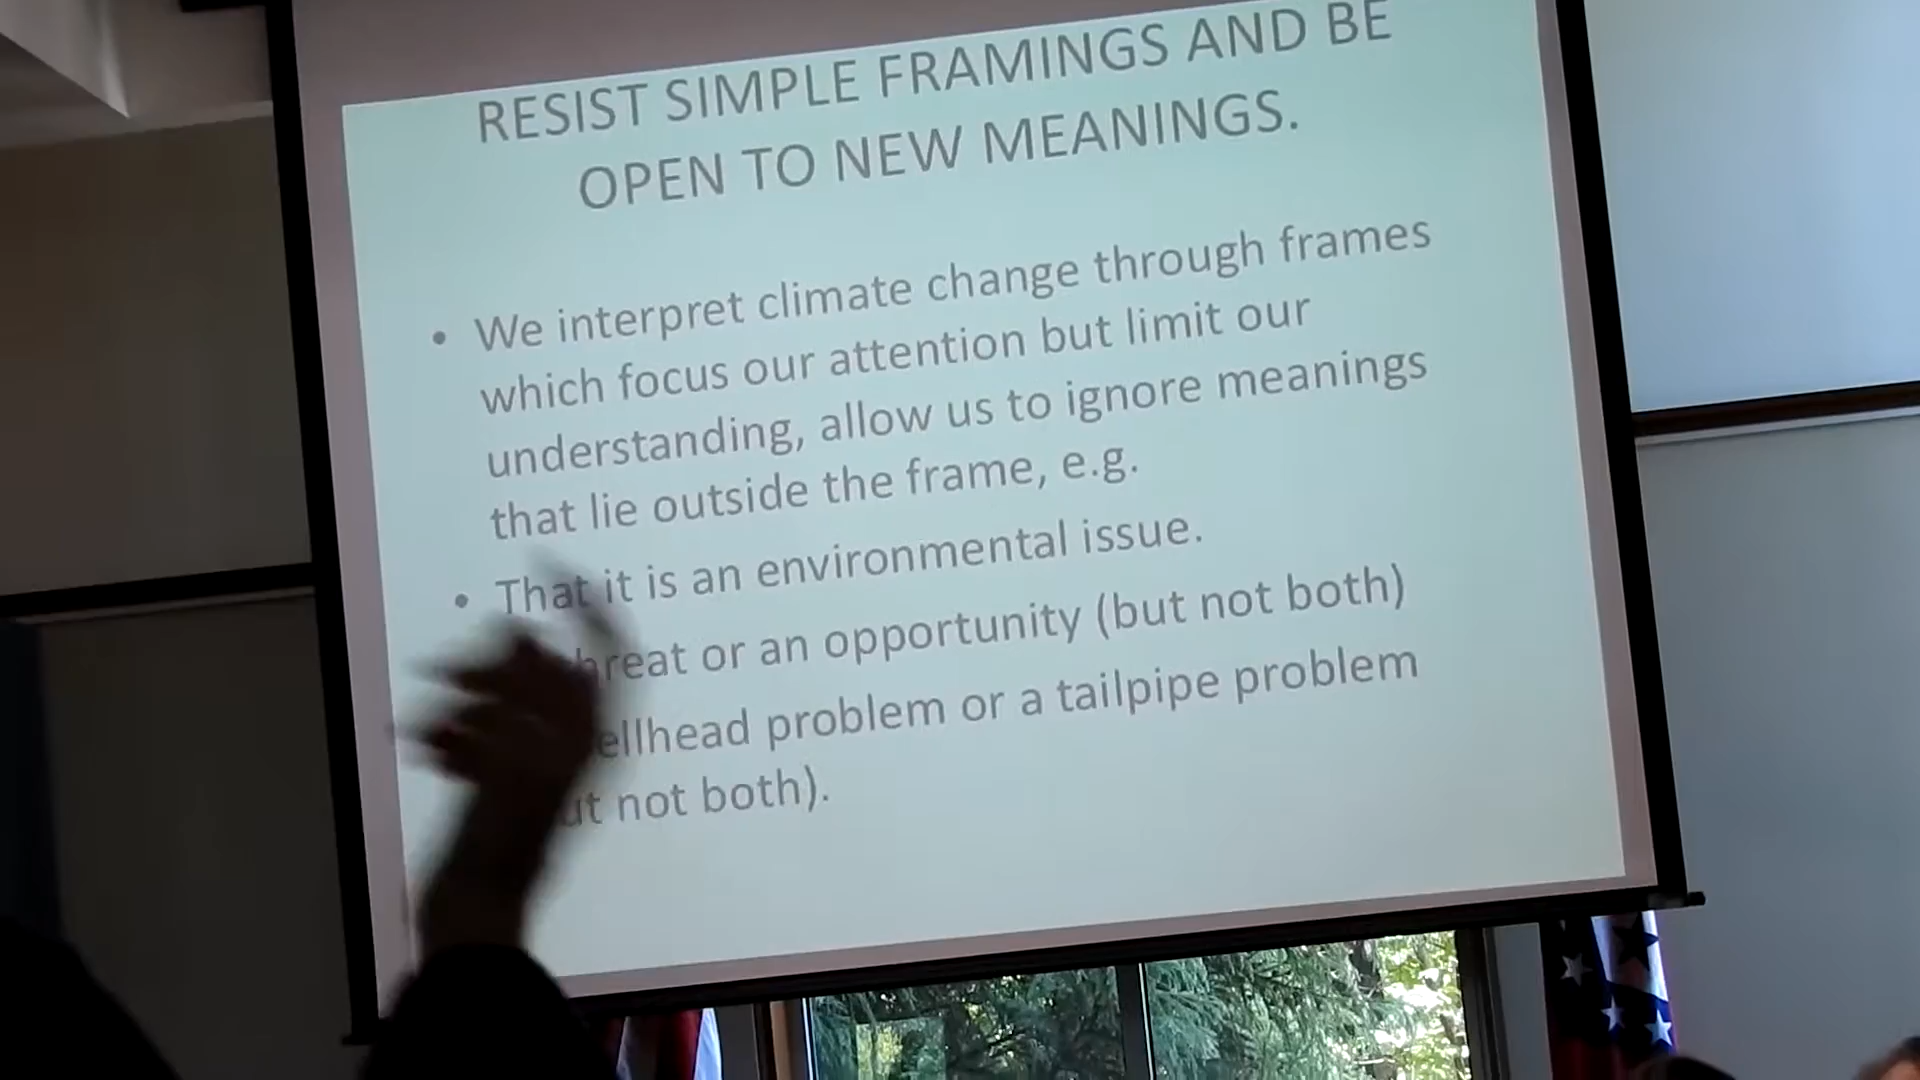 RESIST SIMPLE FRAMINGS AND BE
OPEN TO NEW MEANINGS.
• We interpret climate change through frames
which focus our attention but limit our
understanding, allow us to ignore meanings
that lie outside the frame, e.g.
• That it is an environmental issue.
or an opportunity (but not both)
problem or a tailpipe problem
not both).